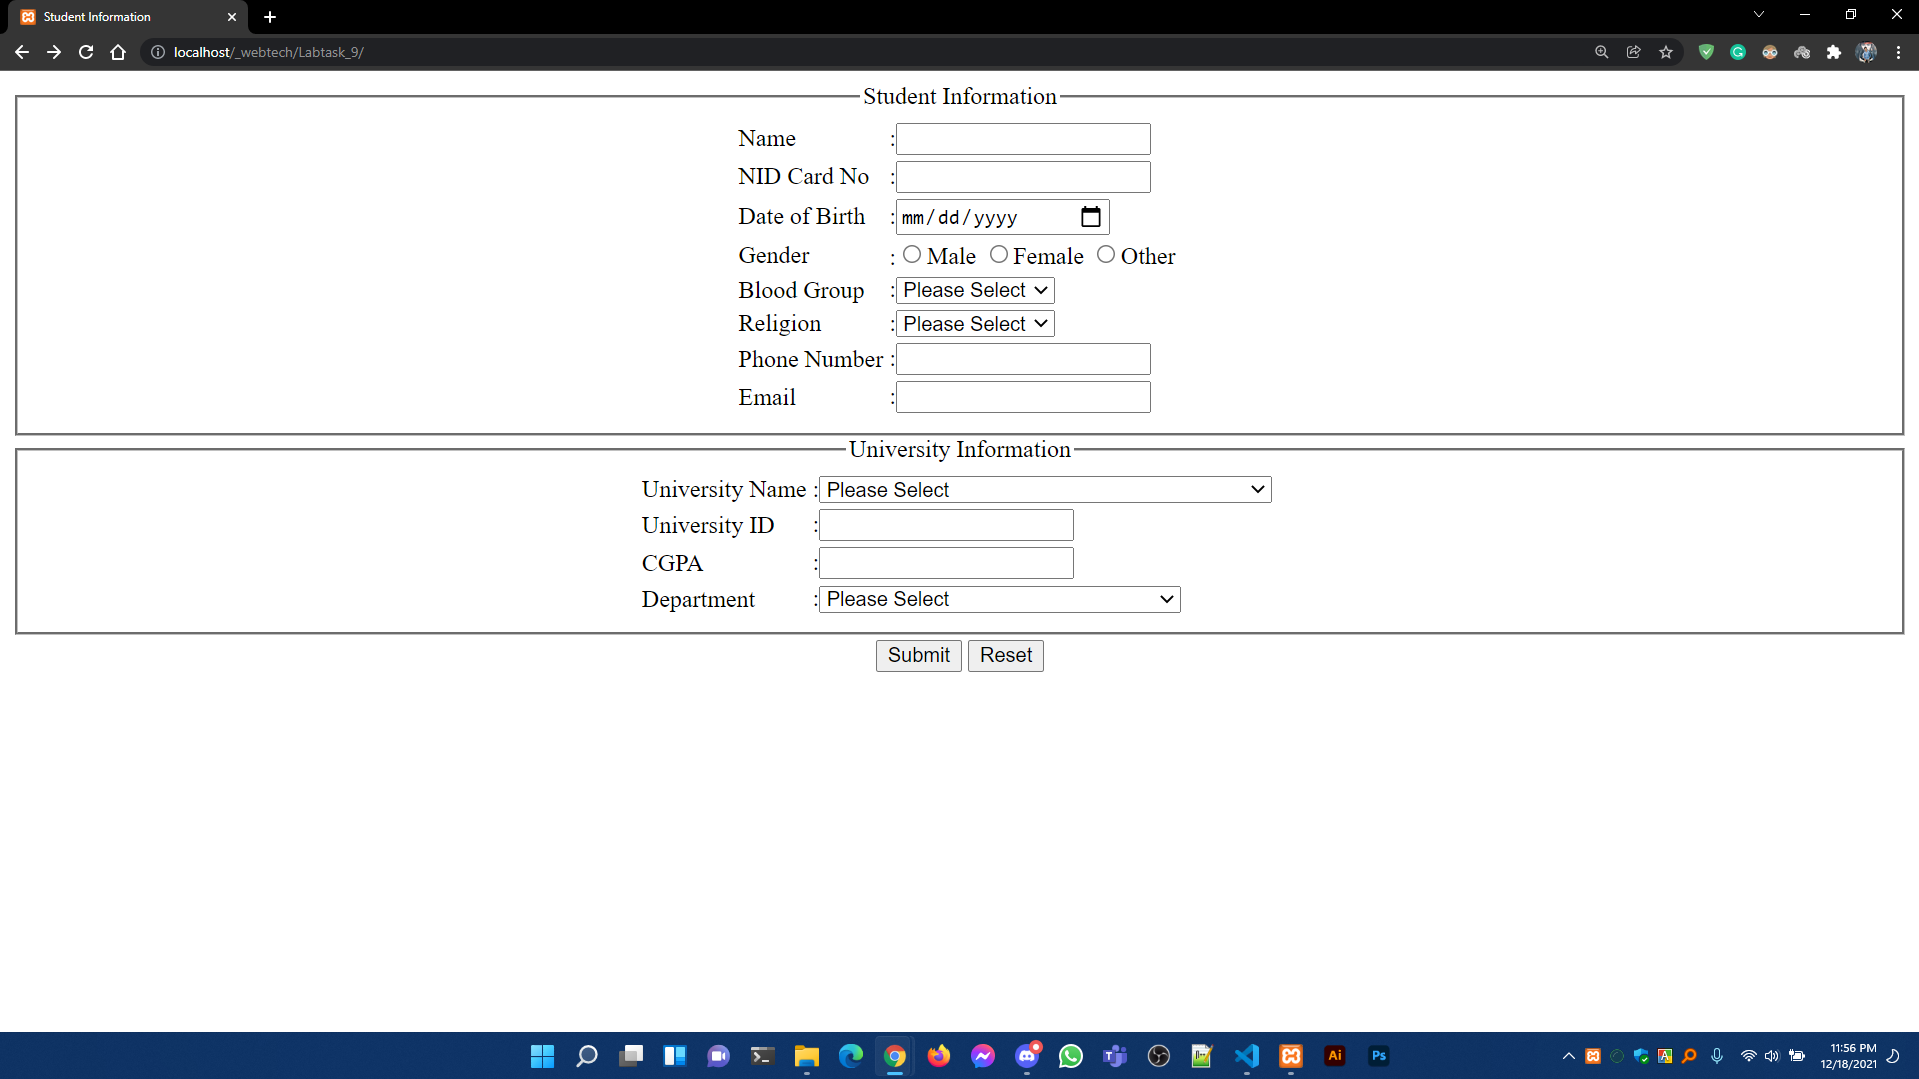 Student Information
localhost/_webtech/Labtask_9/
Student Information
Name :
NID Card No :
Date of Birth : mm/dd/yyyy
Gender : Male Female Other
Blood Group : Please Select
Religion : Please Select
Phone Number :
Email :
University Information
University Name : Please Select
University ID :
CGPA :
Department : Please Select
Submit Reset
Ai Ps
11:56 PM
12/18/2021